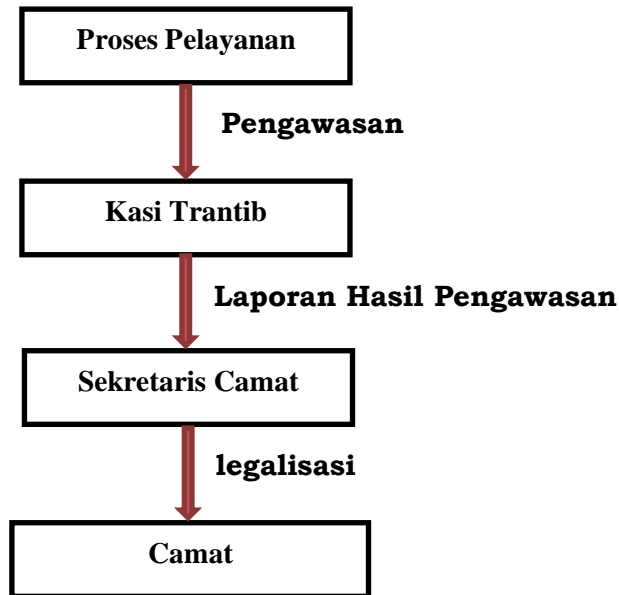 Proses Pelayanan
Pengawasan
Kasi Trantib
Laporan Hasil Pengawasan
Sekretaris Camat
legalisasi
Camat